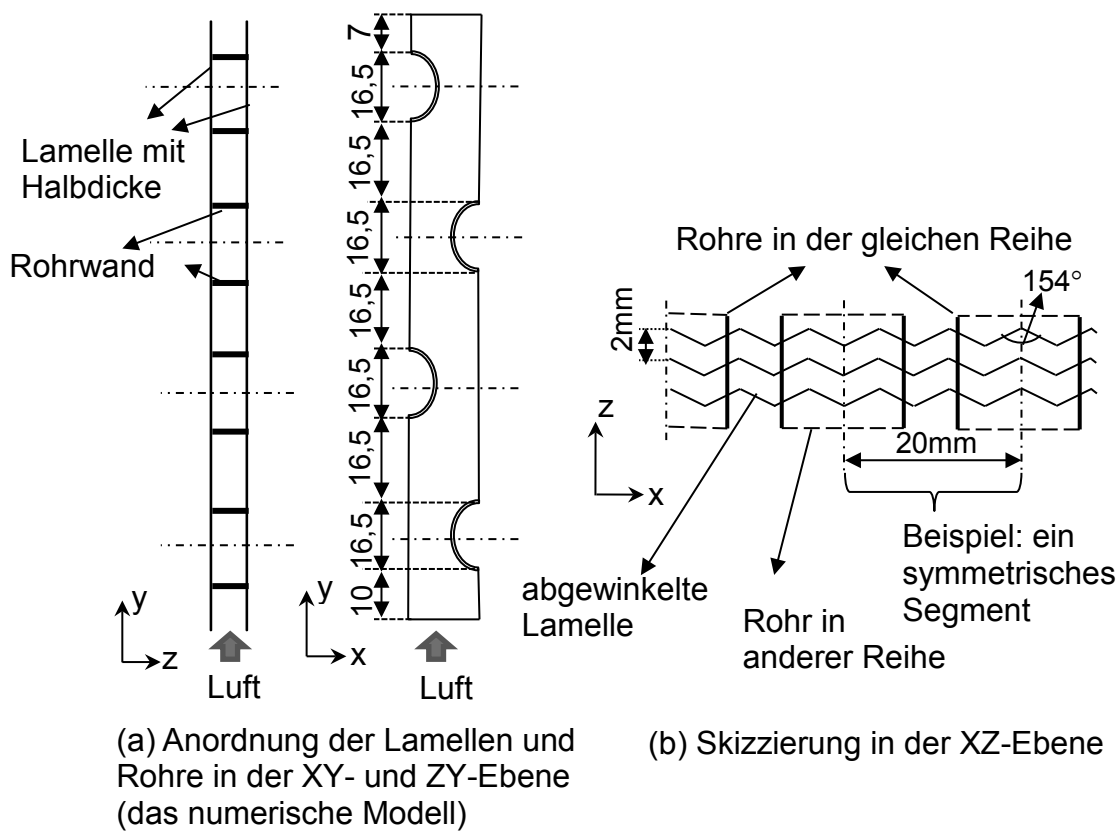 Lamelle mit
Halbdicke
Rohrwand
y
z
Luft
7
16,5
16,5
16,5
16,5
16,5
16,5
16,5
16,5
10
y
x
Luft
(a) Anordnung der Lamellen und
Rohre in der XY- und ZY-Ebene
(das numerische Modell)
Rohre in der gleichen Reihe
154°
2mm
z
x
20mm
abgewinkelte
Lamelle
Rohr in
anderer Reihe
Beispiel: ein
symmetrisches
Segment
(b) Skizzierung in der XZ-Ebene